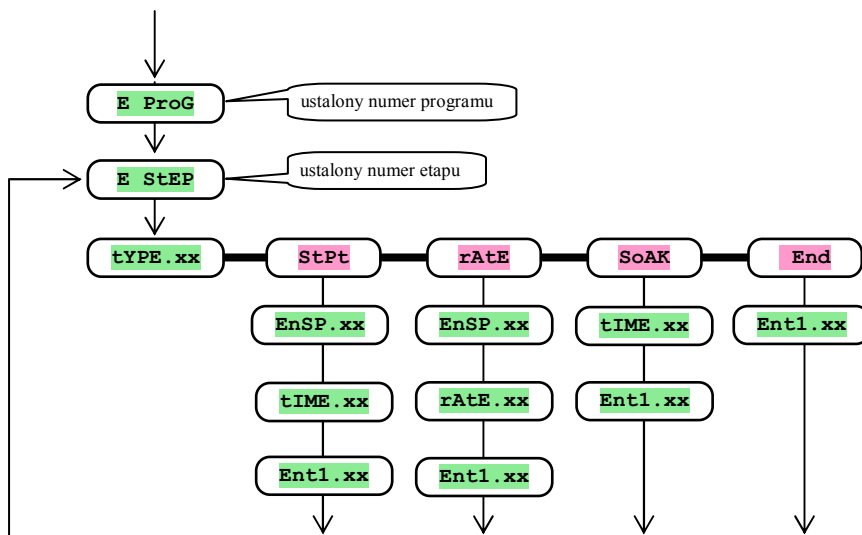 E ProG
ustalony numer programu
E StEP
ustalony numer etapu
tYPE.xx StPt rAtE SoAK End
EnSP.xx EnSP.xx tIME.xx Ent1.xx
tIME.xx rAtE.xx Ent1.xx
Ent1.xx Ent1.xx